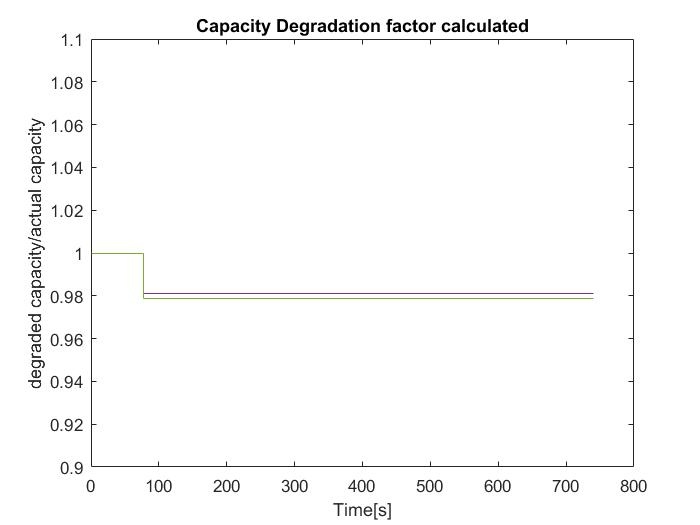 Capacity Degradation factor calculated
degraded capacity/actual capacity
1.1
1.08
1.06
1.04
1.02
1
0.98
0.96
0.94
0.92
0.9
0 100 200 300 400 500 600 700 800
Time[s]